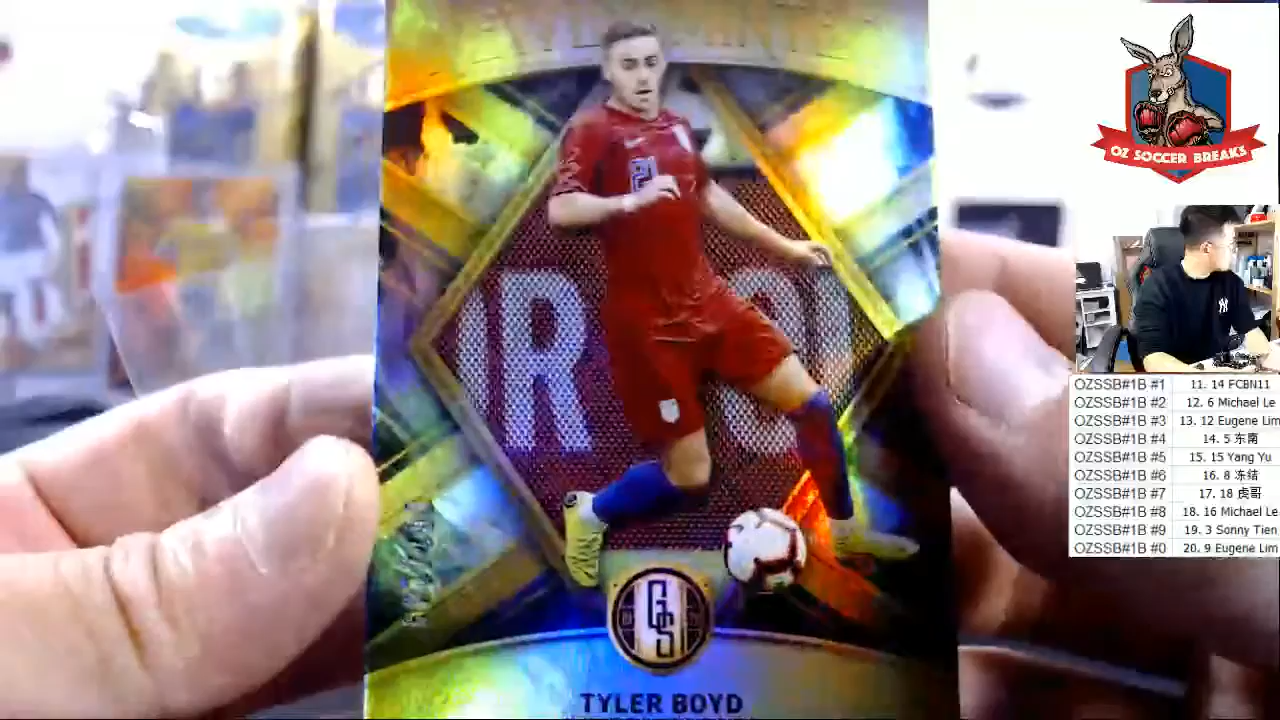 OZ SOCCER BREAKS
21
GS
TYLER BOYD
OZSSB#1B #1 11. 14 FCBN11
OZSSB#1B #2 12. 6 Michael Le
OZSSB#1B #3 13. 12 Eugene Lim
OZSSB#1B #4 14. 5 东南
OZSSB#1B #5 15. 15 Yang Yu
OZSSB#1B #6 16. 8 冻结
OZSSB#1B #7 17. 18 虎哥
OZSSB#1B #8 18. 16 Michael Le
OZSSB#1B #9 19. 3 Sonny Tien
OZSSB#1B #0 20. 9 Eugene Lim